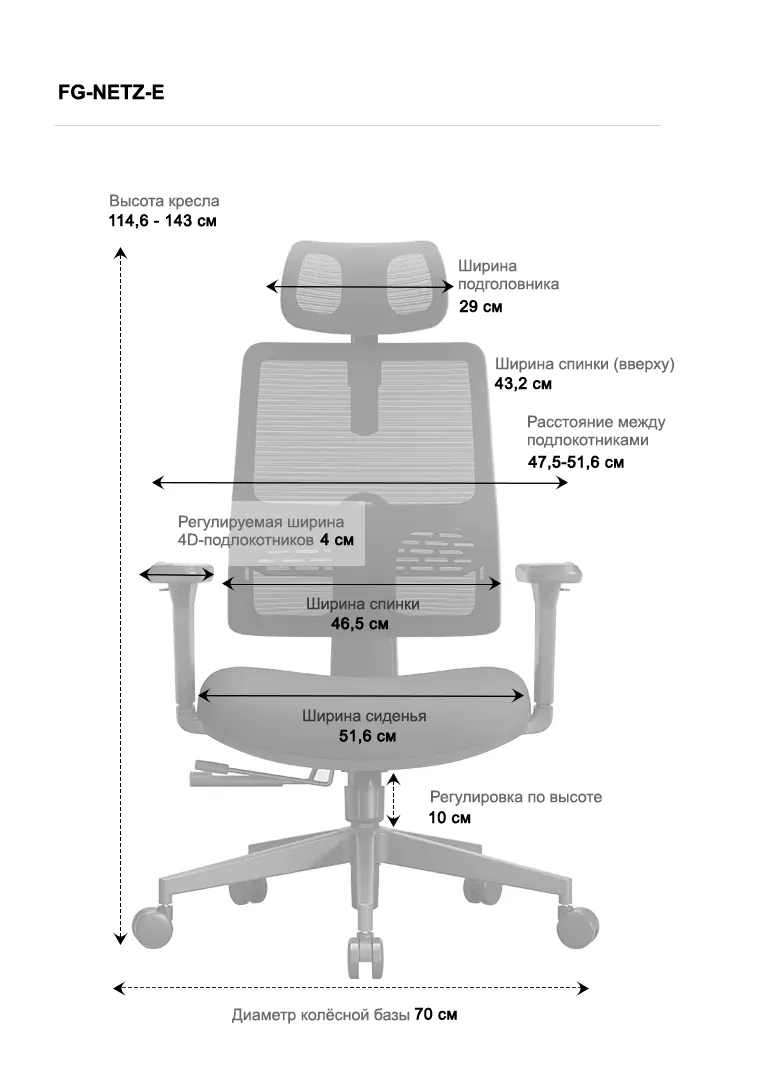 FG-NETZ-E
Высота кресла
114,6 - 143 см
Ширина
подголовника
29 см
Ширина спинки (вверху)
43,2 см
Расстояние между
подлокотниками
47,5-51,6 см
Регулируемая ширина
4D-подлокотников 4 см
Ширина спинки
46,5 см
Ширина сиденья
51,6 см
Регулировка по высоте
10 см
Диаметр колёсной базы 70 см